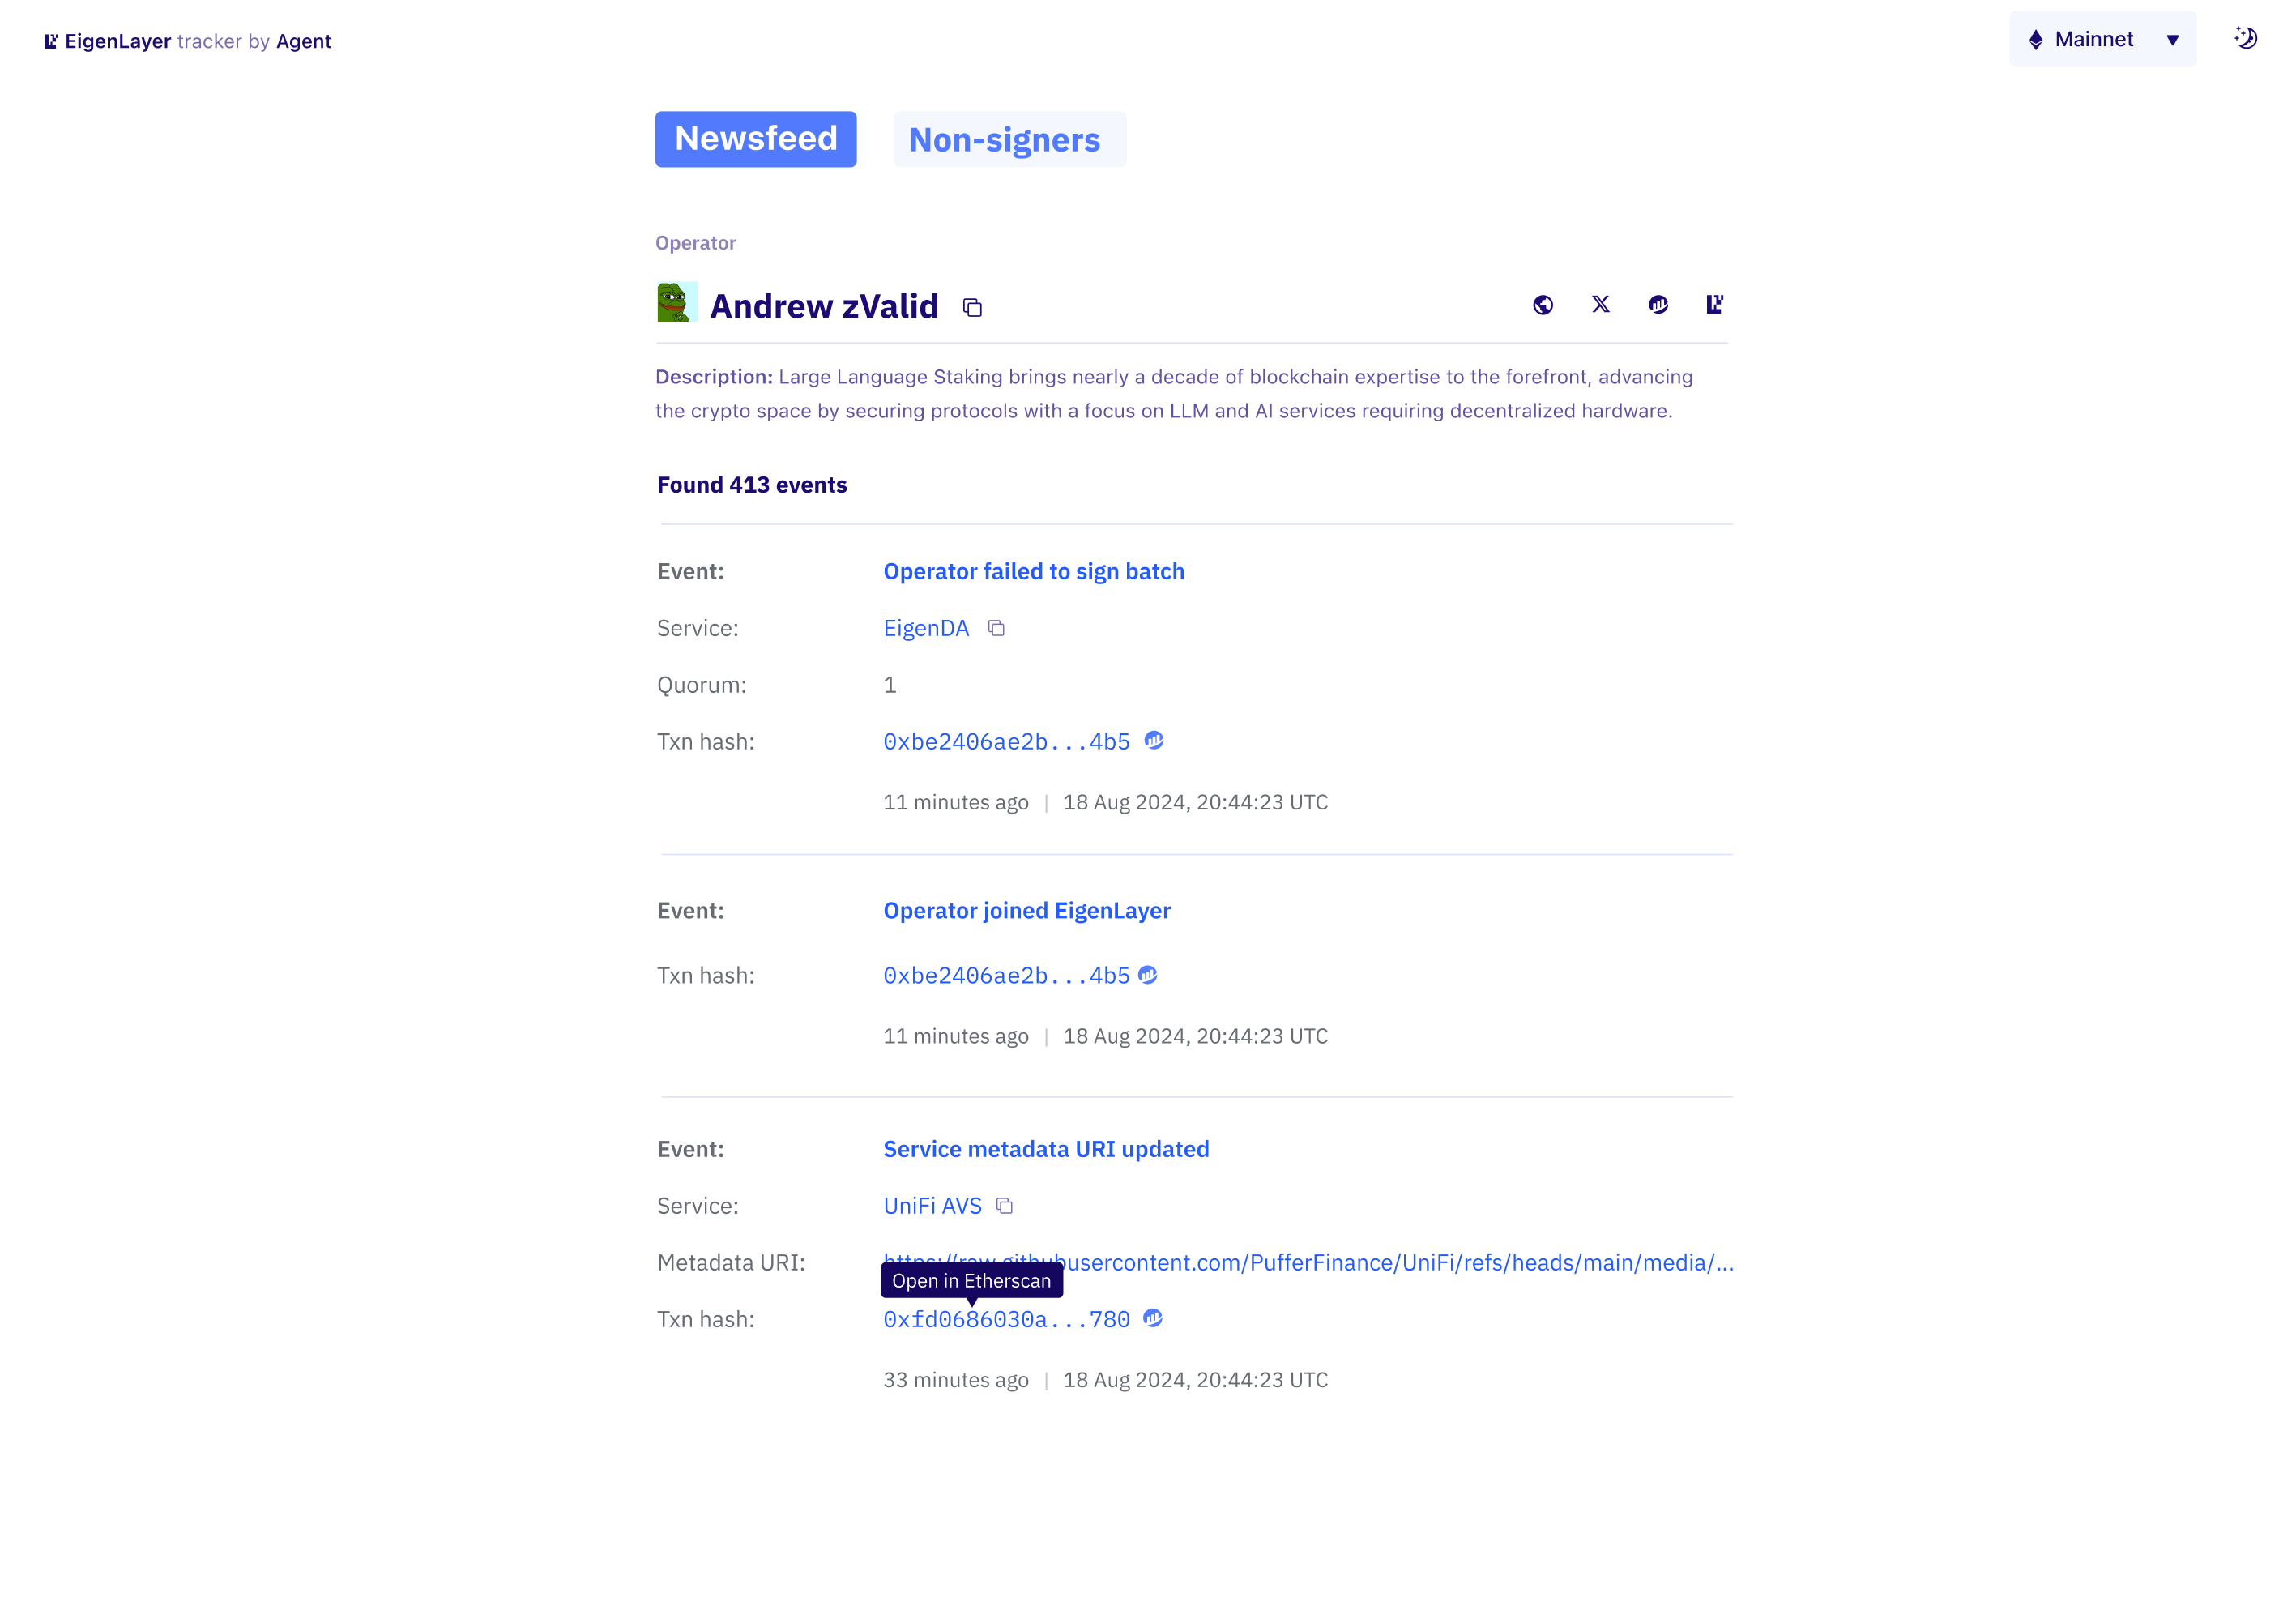 EigenLayer tracker by Agent
Mainnet
Newsfeed
Non-signers
Operator
Andrew zValid
Description: Large Language Staking brings nearly a decade of blockchain expertise to the forefront, advancing
the crypto space by securing protocols with a focus on LLM and AI services requiring decentralized hardware.
Found 413 events
Event: Operator failed to sign batch
Service: EigenDA
Quorum: 1
Txn hash: 0xbe2406ae2b...4b5
11 minutes ago | 18 Aug 2024, 20:44:23 UTC
Event: Operator joined EigenLayer
Txn hash: 0xbe2406ae2b...4b5
11 minutes ago | 18 Aug 2024, 20:44:23 UTC
Event: Service metadata URI updated
Service: UniFi AVS
Metadata URI: https://raw.githubusercontent.com/PufferFinance/UniFi/refs/heads/main/media/...
Open in Etherscan
Txn hash: 0xfd0686030a...780
33 minutes ago | 18 Aug 2024, 20:44:23 UTC